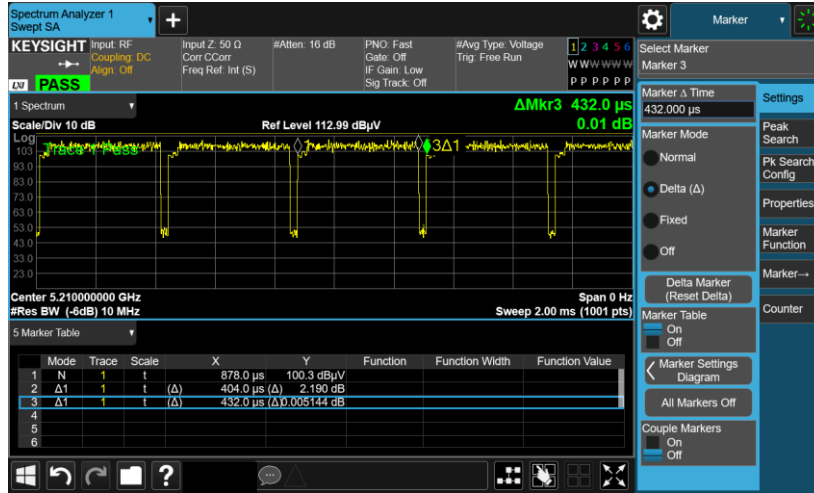 Spectrum Analyzer 1
Swept SA
Marker
KEYSIGHT
Input: RF
Coupling: DC
Align: Off
Input Z: 50 Ω
Corr CCorr
Freq Ref: Int (S)
#Atten: 16 dB
PNO: Fast
Gate: Off
IF Gain: Low
Sig Track: Off
#Avg Type: Voltage
Trig: Free Run
1 2 3 4 5 6
W W W W W W
P P P P P P
LXI PASS
Select Marker
Marker 3
1 Spectrum
ΔMkr3 432.0 µs
0.01 dB
Scale/Div 10 dB
Ref Level 112.99 dBµV
Log
103
93.0
83.0
73.0
63.0
53.0
43.0
33.0
23.0
Trace 1 Pass
1
3Δ1
Center 5.210000000 GHz
Span 0 Hz
#Res BW (-6dB) 10 MHz
Sweep 2.00 ms (1001 pts)
5 Marker Table
Mode Trace Scale X Y Function Function Width Function Value
1 N 1 t 878.0 µs 100.3 dBµV
2 Δ1 1 t (Δ) 404.0 µs (Δ) 2.190 dB
3 Δ1 1 t (Δ) 432.0 µs (Δ)0.005144 dB
4
5
6
Marker Δ Time
432.000 µs
Marker Mode
Normal
Delta (Δ)
Fixed
Off
Delta Marker
(Reset Delta)
Marker Table
On
Off
Marker Settings
Diagram
All Markers Off
Couple Markers
On
Off
Settings
Peak
Search
Pk Search
Config
Properties
Marker
Function
Marker→
Counter
?